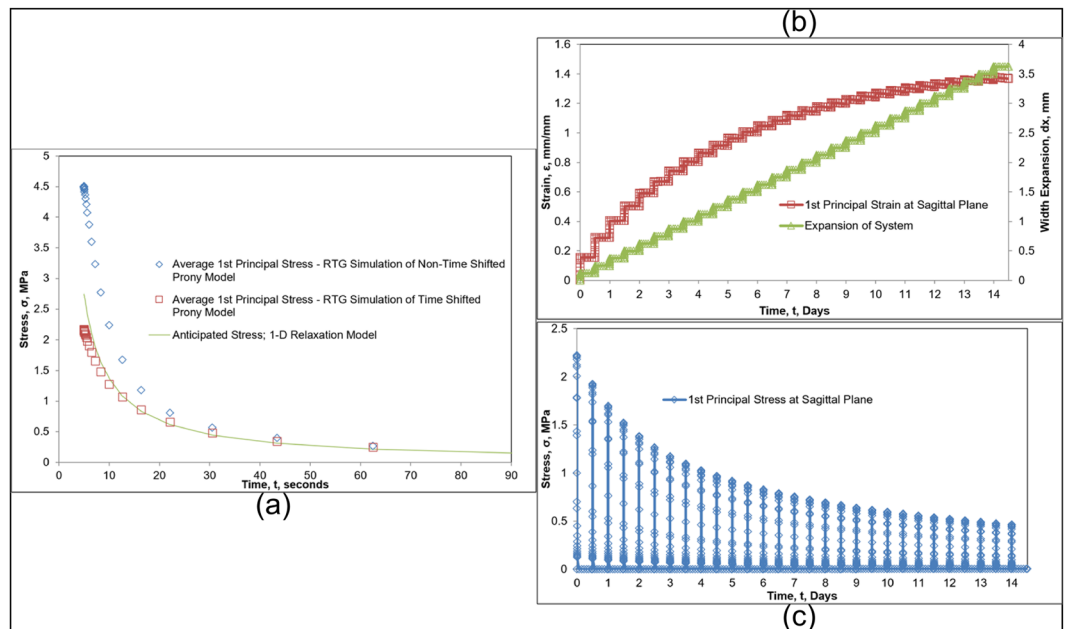 (b)
1.6
1.4
1.2
1
0.8
0.6
0.4
0.2
0
Strain, ε, mm/mm
4
3.5
3
2.5
2
1.5
1
0.5
0
Width Expansion, dx, mm
1st Principal Strain at Sagittal Plane
Expansion of System
0 1 2 3 4 5 6 7 8 9 10 11 12 13 14
Time, t, Days
5
4.5
4
3.5
3
2.5
2
1.5
1
0.5
0
Stress, σ, MPa
Average 1st Principal Stress - RTG Simulation of Non-Time Shifted
Prony Model
Average 1st Principal Stress - RTG Simulation of Time Shifted
Prony Model
Anticipated Stress; 1-D Relaxation Model
0 10 20 30 40 50 60 70 80 90
Time, t, seconds
(a)
2.5
2
1.5
1
0.5
0
Stress, σ, MPa
1st Principal Stress at Sagittal Plane
0 1 2 3 4 5 6 7 8 9 10 11 12 13 14
Time, t, Days
(c)